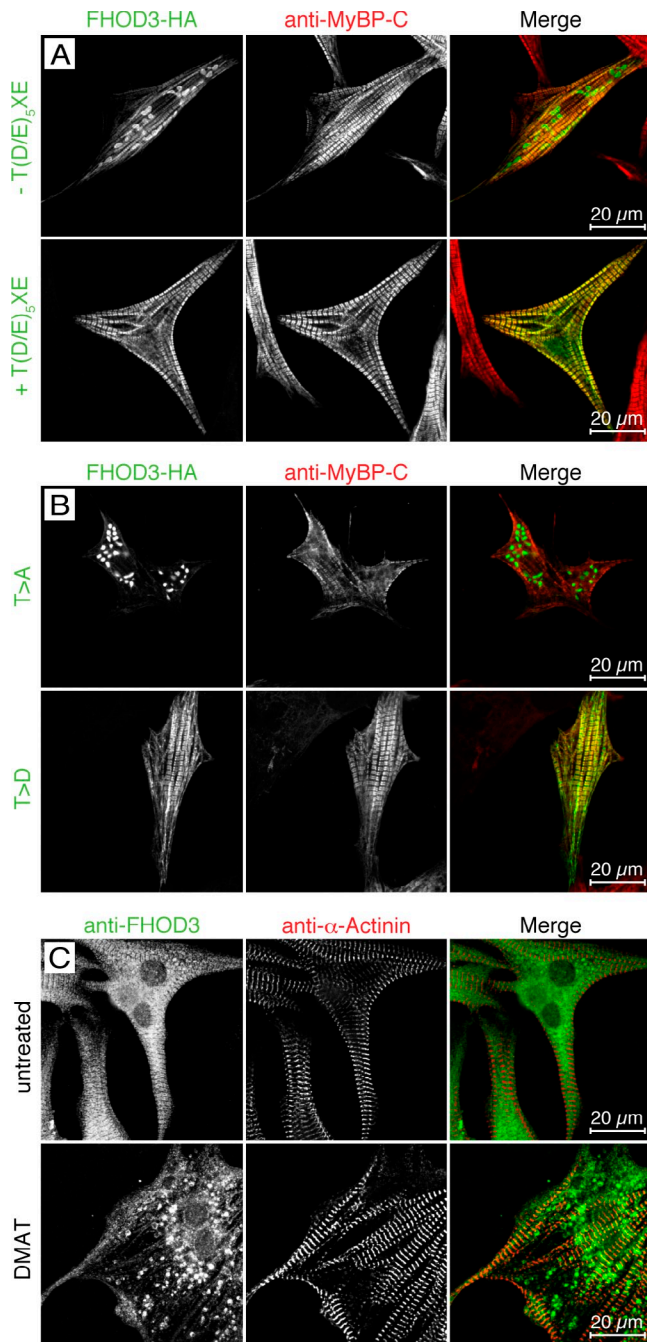 FHOD3-HA anti-MyBP-C Merge
A
- T(D/E)₅XE
20 µm
+ T(D/E)₅XE
20 µm
FHOD3-HA anti-MyBP-C Merge
B
T>A
20 µm
T>D
20 µm
anti-FHOD3 anti-α-Actinin Merge
C
untreated
20 µm
DMAT
20 µm